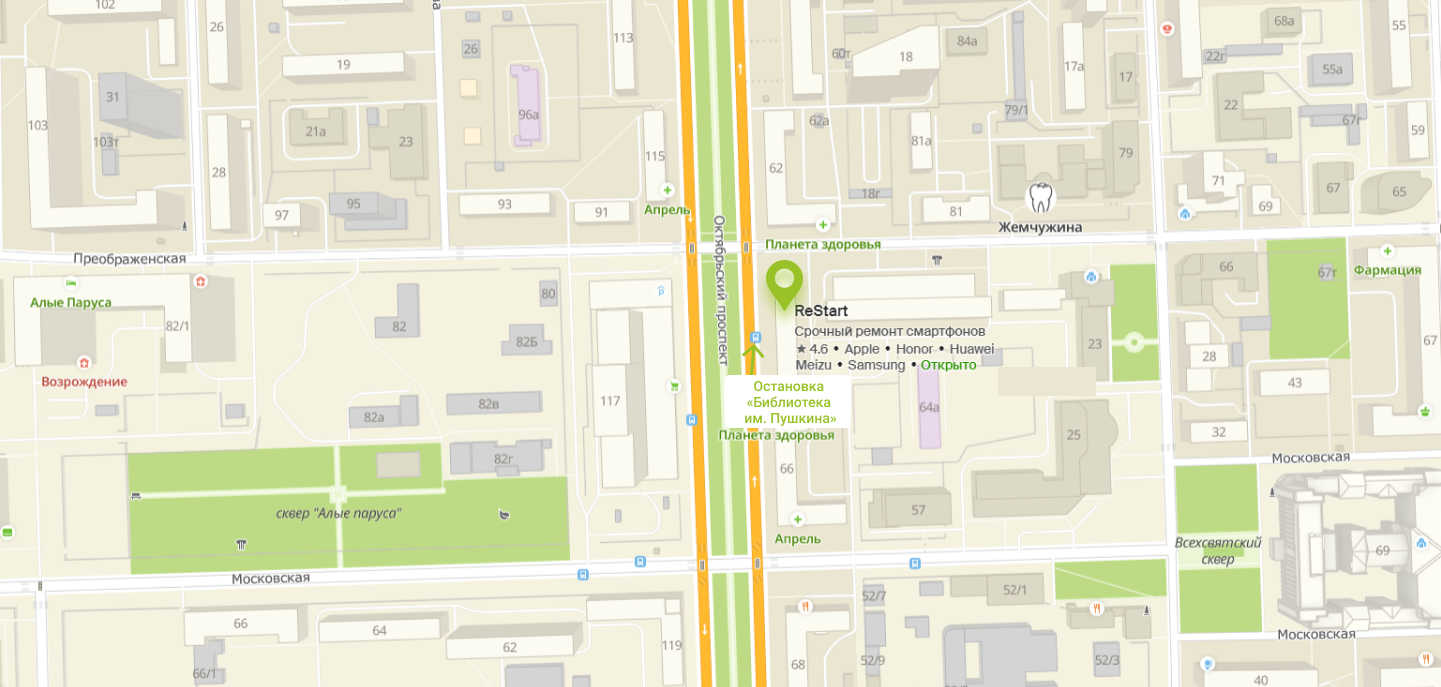 102
26
113
55
68а
60т
18
84а
22г
26
19
17а
17
55а
31
103
96а
22
79/1
67г
62а
59
21а
23
81а
103т
115
79
28
62
71
67
65
18г
95
93
91
81
69
97
Апрель
Жемчужина
Октябрьский проспект
Преображенская
Планета здоровья
66
67т
Фармация
Алые Паруса
80
ReStart
82/1
82
Срочный ремонт смартфонов
82Б
★ 4.6 • Apple • Honor • Huawei
23
28
67
Meizu • Samsung • Открыто
Возрождение
Остановка
«Библиотека
им. Пушкина»
43
117
82в
64а
82а
32
Планета здоровья
25
82г
66
Московская
сквер "Алые паруса"
57
Апрель
Всехсвятский
сквер
69
Московская
52/7
52/1
66
64
62
119
Московская
66/1
68
52/9
52/3
40